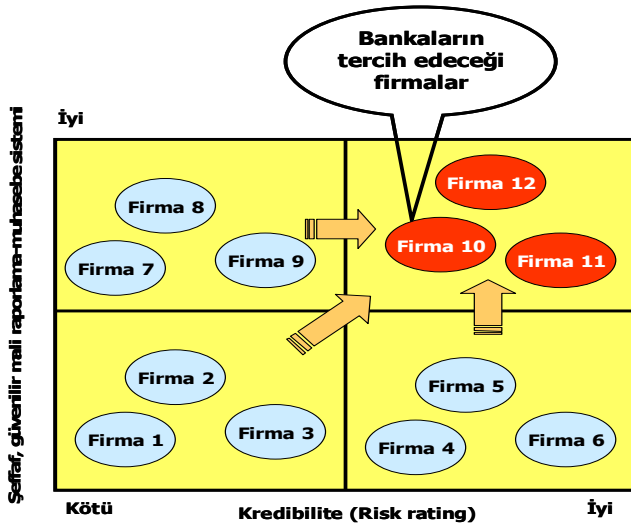 Bankaların
tercih edeceği
firmalar
İyi
Şeffaf, güvenilir mali raporlama-muhasebe sistemi
Firma 12
Firma 8
Firma 10
Firma 9
Firma 7
Firma 11
Firma 2
Firma 5
Firma 3
Firma 1
Firma 4
Firma 6
Kötü
Kredibilite (Risk rating)
İyi